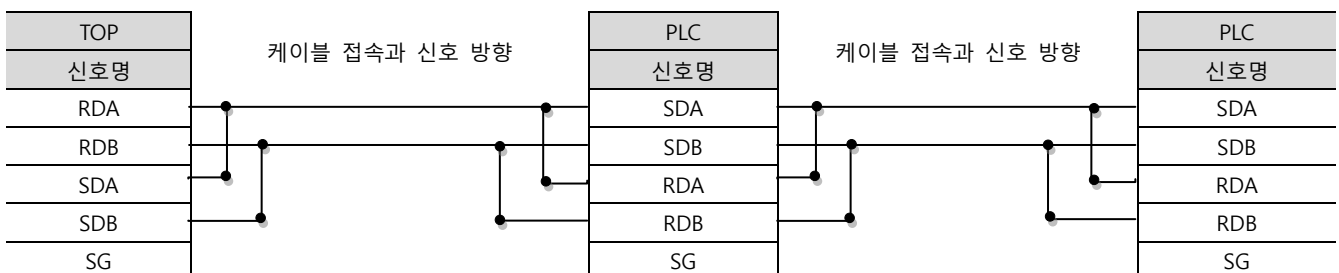 TOP 케이블 접속과 신호 방향 PLC 케이블 접속과 신호 방향 PLC
신호명 신호명 신호명
RDA SDA SDA
RDB SDB SDB
SDA RDA RDA
SDB RDB RDB
SG SG SG